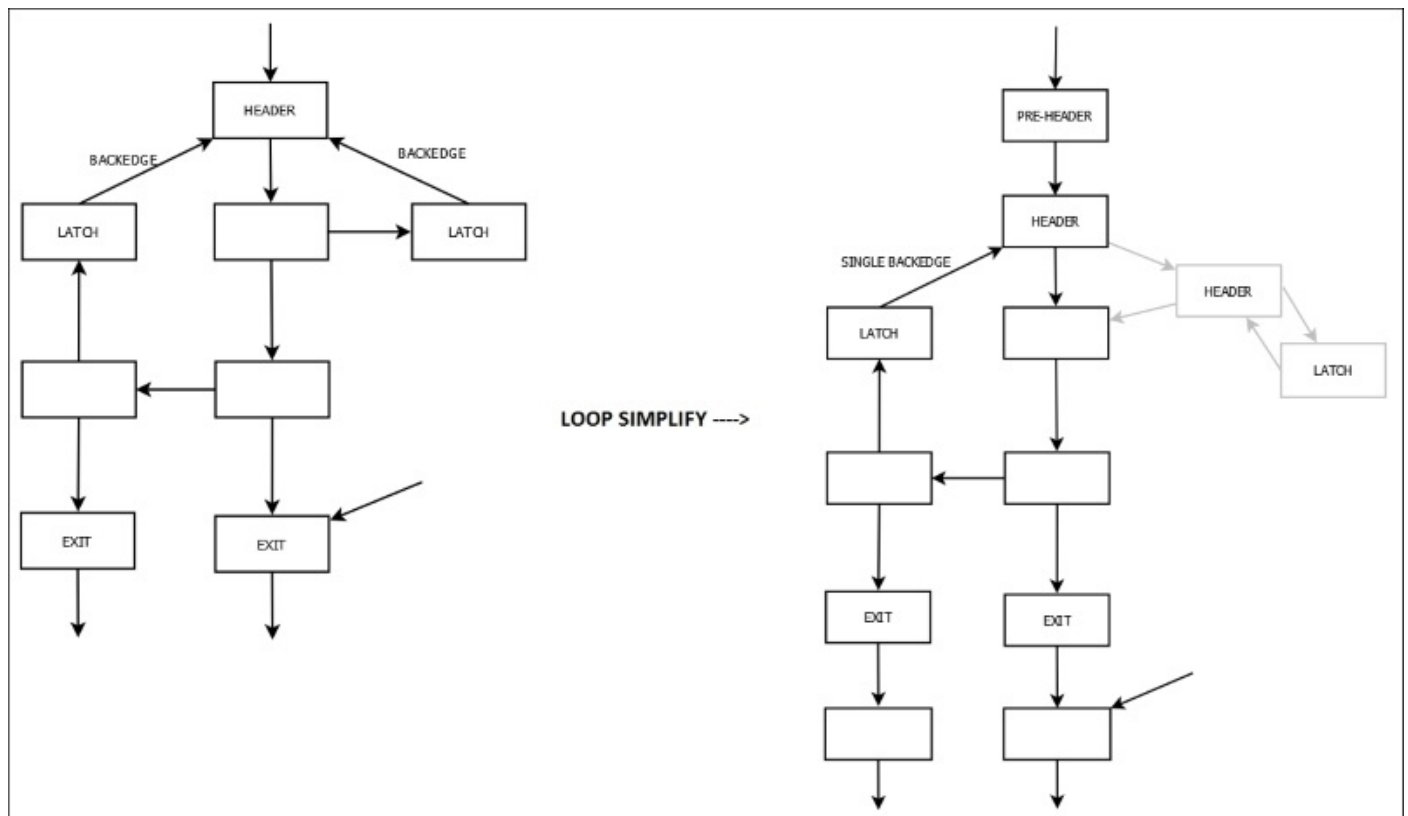 HEADER
BACKEDGE
BACKEDGE
LATCH
LATCH
EXIT
EXIT
LOOP SIMPLIFY ---->
PRE-HEADER
HEADER
SINGLE BACKEDGE
HEADER
LATCH
LATCH
EXIT
EXIT